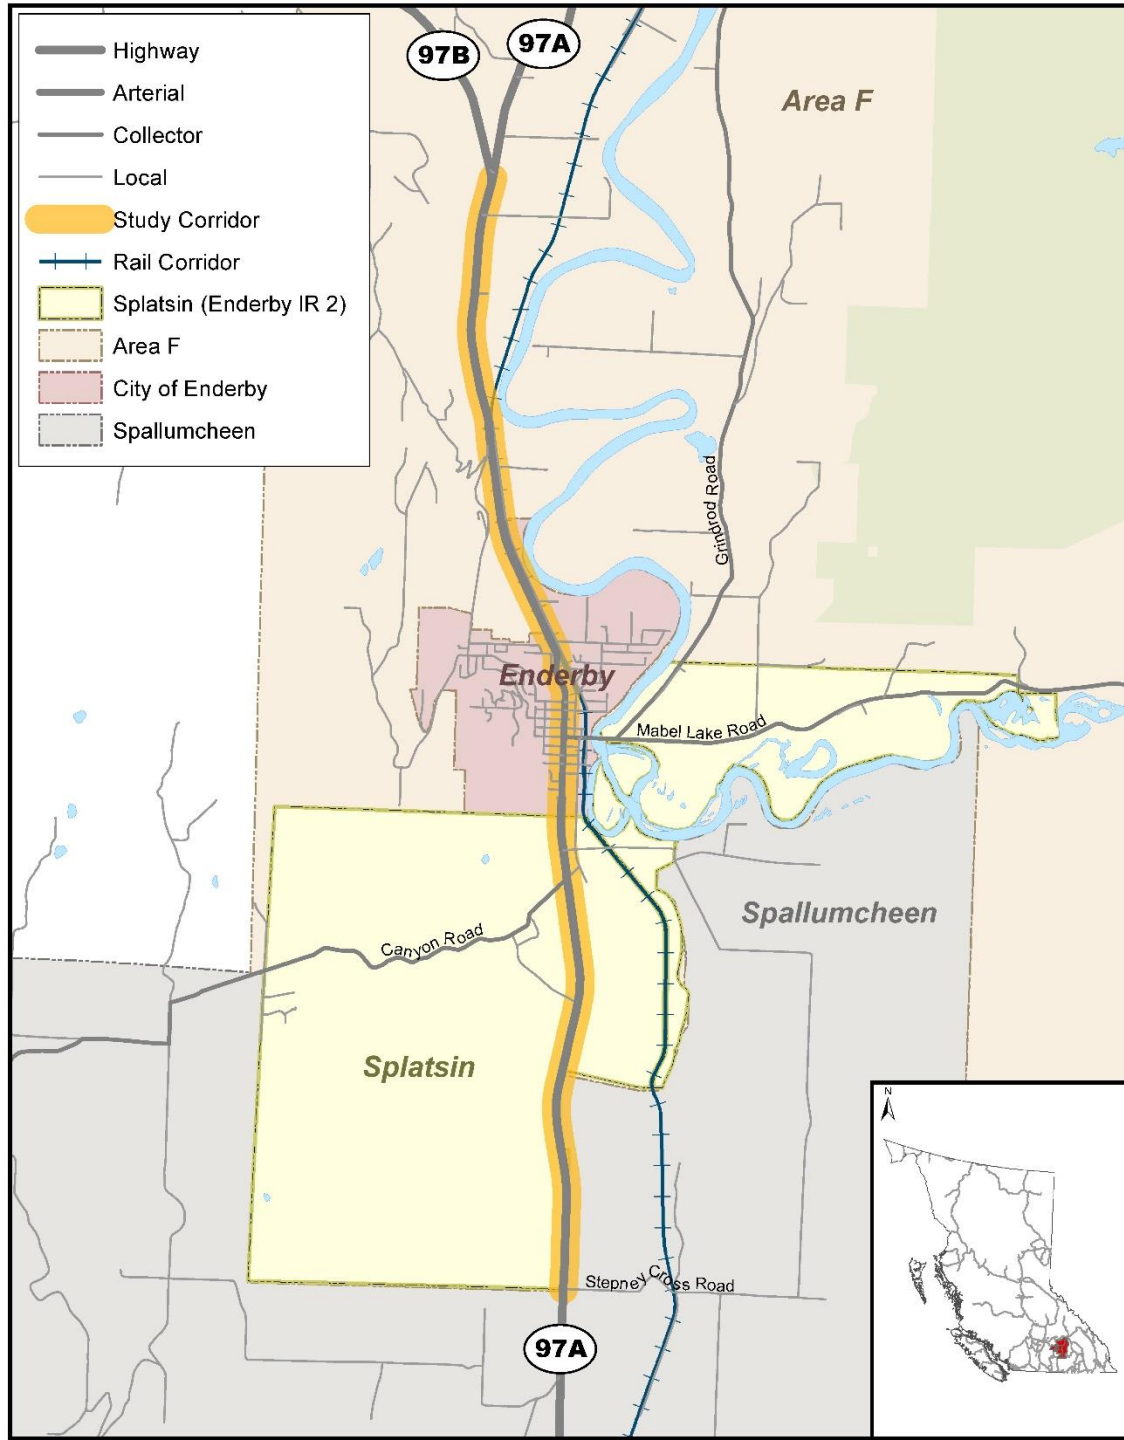 Highway
Arterial
Collector
Local
Study Corridor
Rail Corridor
Splatsin (Enderby IR 2)
Area F
City of Enderby
Spallumcheen
97B
97A
Area F
Grindrod Road
Enderby
Mabel Lake Road
Spallumcheen
Canyon Road
Splatsin
Stepney Cross Road
97A
N